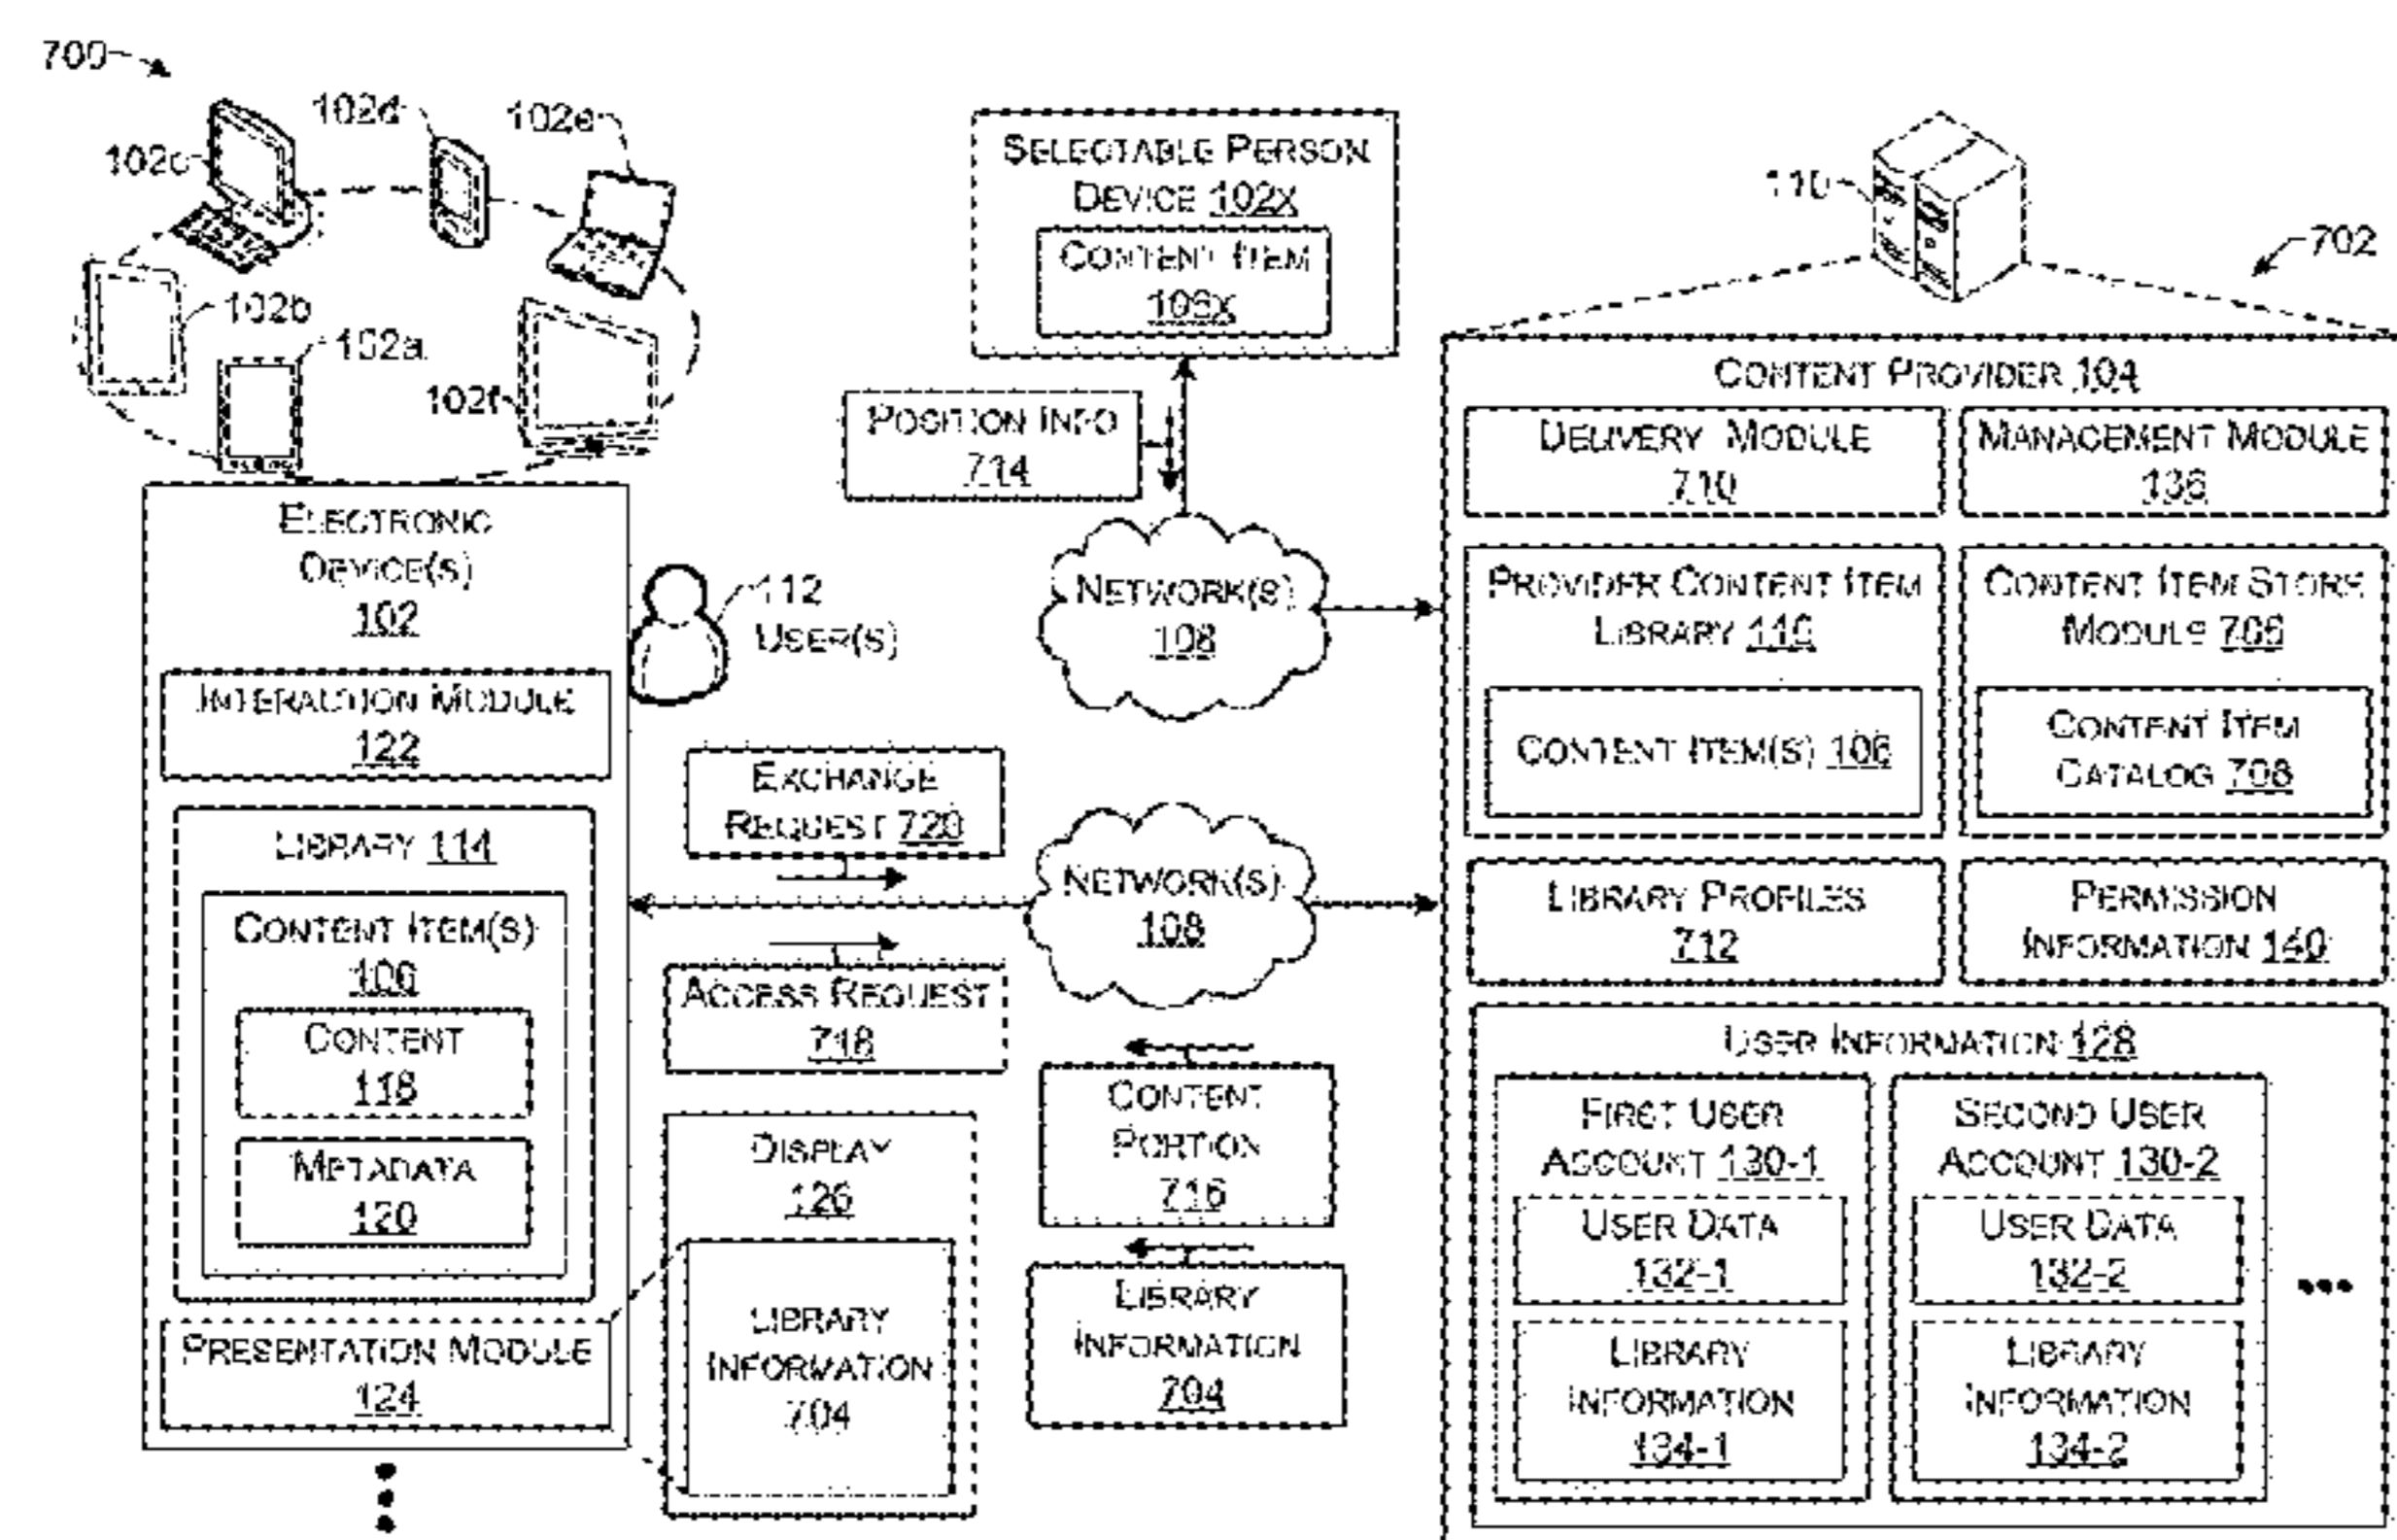 700
102c
102d
102e
102b
102a
102f
SELECTABLE PERSON
DEVICE 102X
CONTENT ITEM
106X
110
702
POSITION INFO
714
ELECTRONIC
DEVICE(S)
102
112
USER(S)
INTERACTION MODULE
122
LIBRARY 114
CONTENT ITEM(S)
106
CONTENT
118
METADATA
120
PRESENTATION MODULE
124
EXCHANGE
REQUEST 720
ACCESS REQUEST
718
DISPLAY
126
LIBRARY
INFORMATION
704
NETWORK(S)
108
NETWORK(S)
108
CONTENT
PORTION
716
LIBRARY
INFORMATION
704
CONTENT PROVIDER 104
DELIVERY MODULE
710
MANAGEMENT MODULE
136
PROVIDER CONTENT ITEM
LIBRARY 116
CONTENT ITEM(S) 106
CONTENT ITEM STORE
MODULE 706
CONTENT ITEM
CATALOG 708
LIBRARY PROFILES
712
PERMISSION
INFORMATION 140
USER INFORMATION 128
FIRST USER
ACCOUNT 130-1
USER DATA
132-1
LIBRARY
INFORMATION
134-1
SECOND USER
ACCOUNT 130-2
USER DATA
132-2
LIBRARY
INFORMATION
134-2